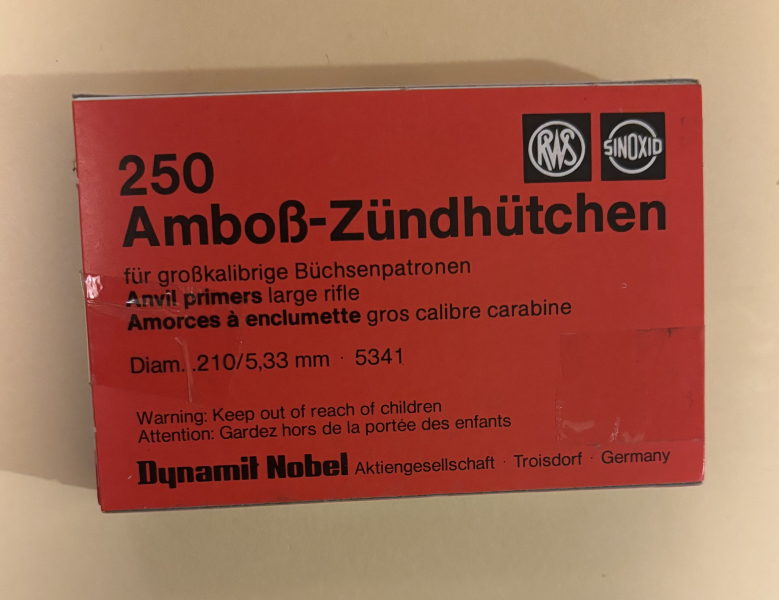 RWS
SINOXID
250
Amboß-Zündhütchen
für großkalibrige Büchsenpatronen
Anvil primers large rifle
Amorces à enclumette gros calibre carabine
Diam. .210/5,33 mm · 5341
Warning: Keep out of reach of children
Attention: Gardez hors de la portée des enfants
Dynamit Nobel Aktiengesellschaft · Troisdorf · Germany